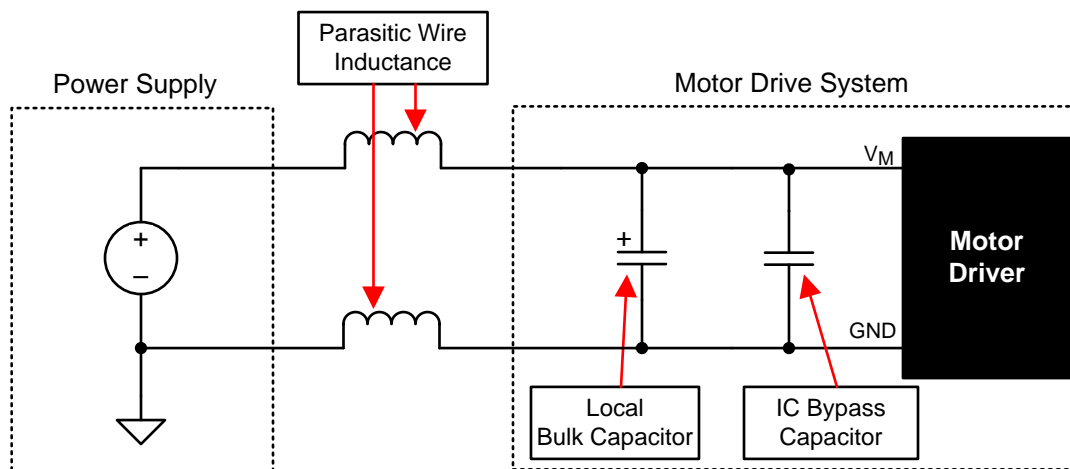 Parasitic Wire
Inductance
Power Supply
Motor Drive System
VM
+
–
+
Motor
Driver
GND
Local
Bulk Capacitor
IC Bypass
Capacitor